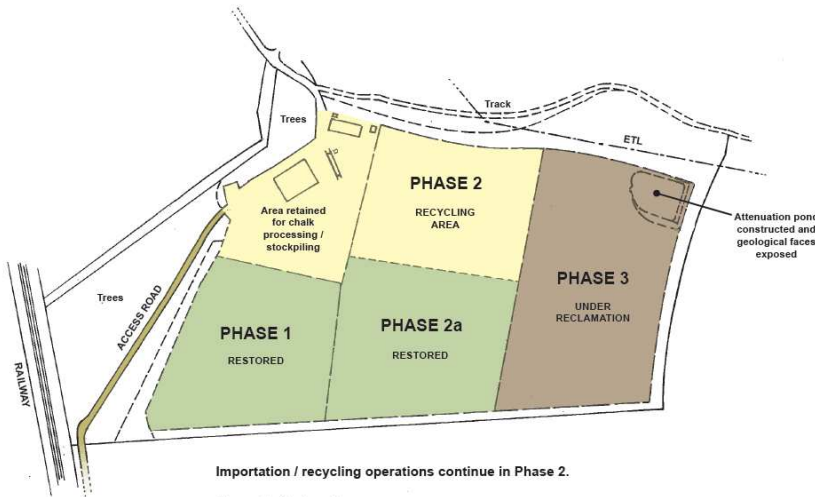 Track
Trees
ETL
PHASE 2
RECYCLING
AREA
Area retained
for chalk
processing /
stockpiling
Attenuation pond
constructed and
geological faces
exposed
PHASE 3
UNDER
RECLAMATION
Trees
ACCESS ROAD
PHASE 1
RESTORED
PHASE 2a
RESTORED
RAILWAY
Importation / recycling operations continue in Phase 2.